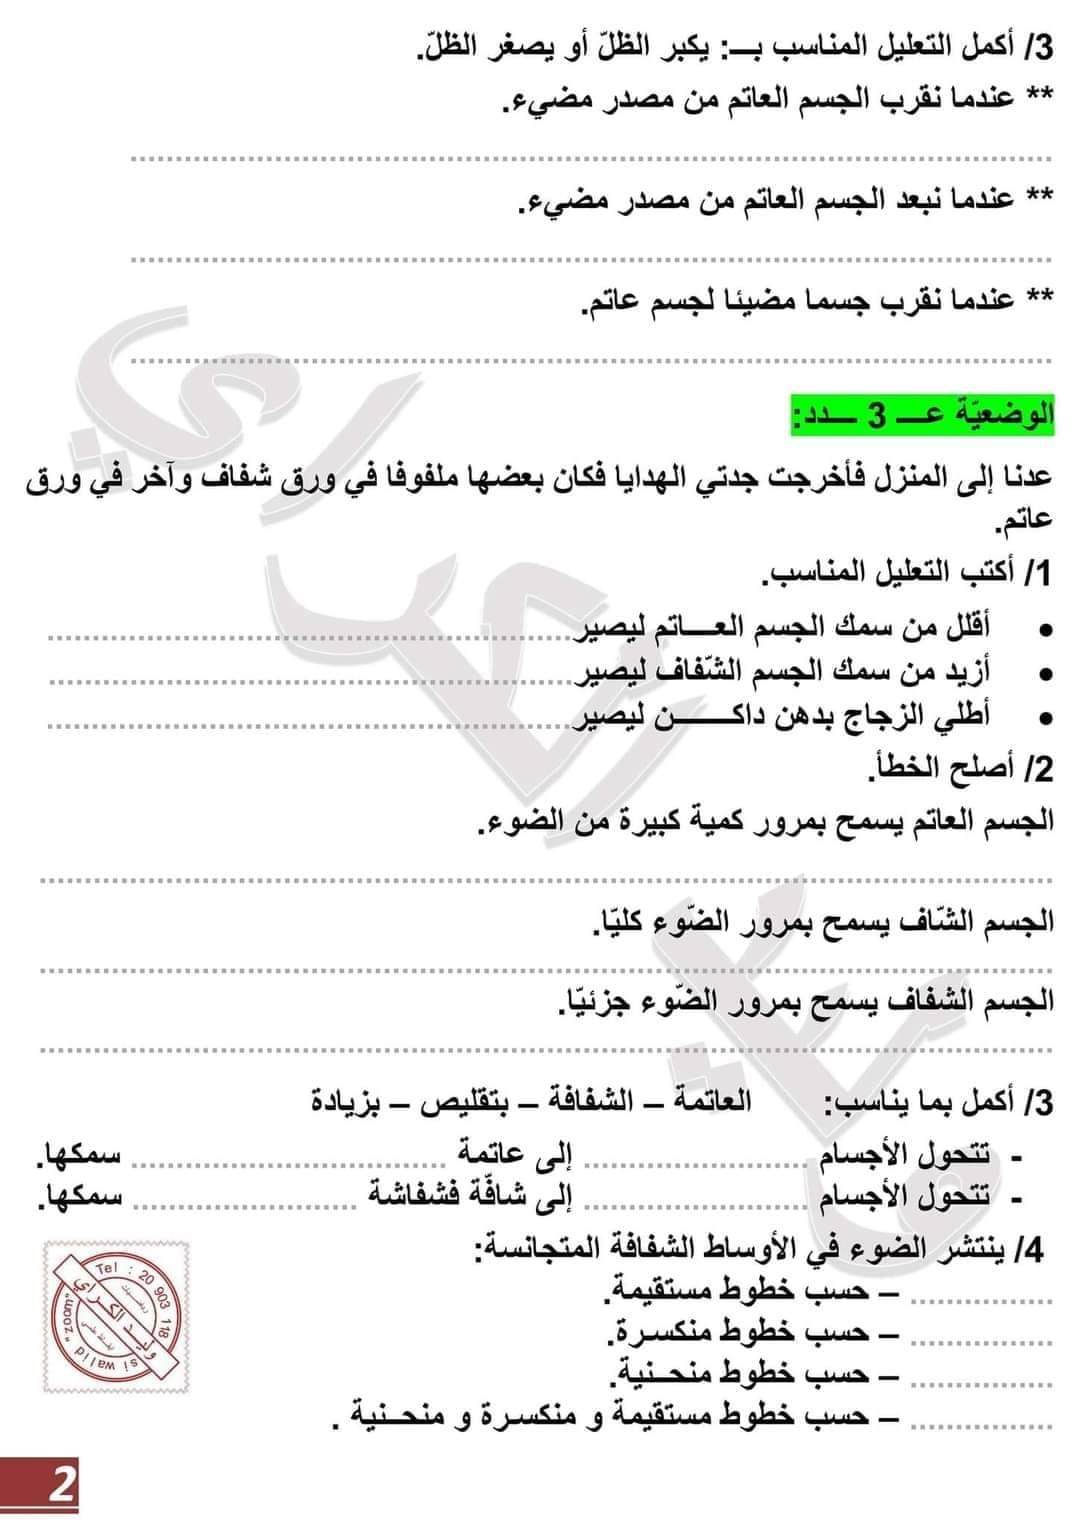 3/ أكمل التعليل المناسب بـــ: يكبر الظلّ أو يصغر الظلّ.
** عندما نقرب الجسم العاتم من مصدر مضيء.
** عندما نبعد الجسم العاتم من مصدر مضيء.
** عندما نقرب جسما مضيئا لجسم عاتم.
الوضعيّة عـــ 3 ـــدد:
عدنا إلى المنزل فأخرجت جدتي الهدايا فكان بعضها ملفوفا في ورق شفاف وآخر في ورق
عاتم.
1/ أكتب التعليل المناسب.
• أقلل من سمك الجسم العـــاتم ليصير........................
• أزيد من سمك الجسم الشّفاف ليصير........................
• أطلي الزجاج بدهن داكـــــن ليصير........................
2/ أصلح الخطأ.
الجسم العاتم يسمح بمرور كمية كبيرة من الضوء.
الجسم الشّاف يسمح بمرور الضّوء كليّا.
الجسم الشفاف يسمح بمرور الضّوء جزئيّا.
3/ أكمل بما يناسب: العاتمة – الشفافة – بتقليص – بزيادة
- تتحول الأجسام ........................ إلى عاتمة ........................ سمكها.
- تتحول الأجسام ........................ إلى شافّة فشفاشة ........................ سمكها.
4/ ينتشر الضوء في الأوساط الشفافة المتجانسة:
............... – حسب خطوط مستقيمة.
............... – حسب خطوط منكسـرة.
............... – حسب خطوط منحــنية.
............... – حسب خطوط مستقيمة و منكسـرة و منحــنية .
Tel : 20 903 118
وليد الكراي
si walid "zoom"
2